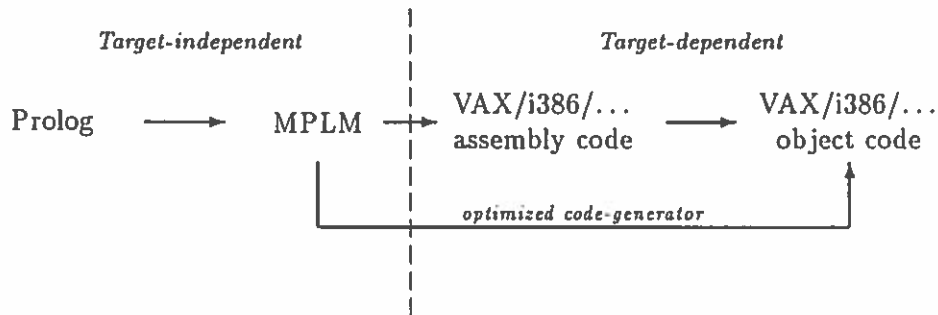 Target-independent
Target-dependent
Prolog
MPLM
VAX/i386/...
assembly code
VAX/i386/...
object code
optimized code-generator